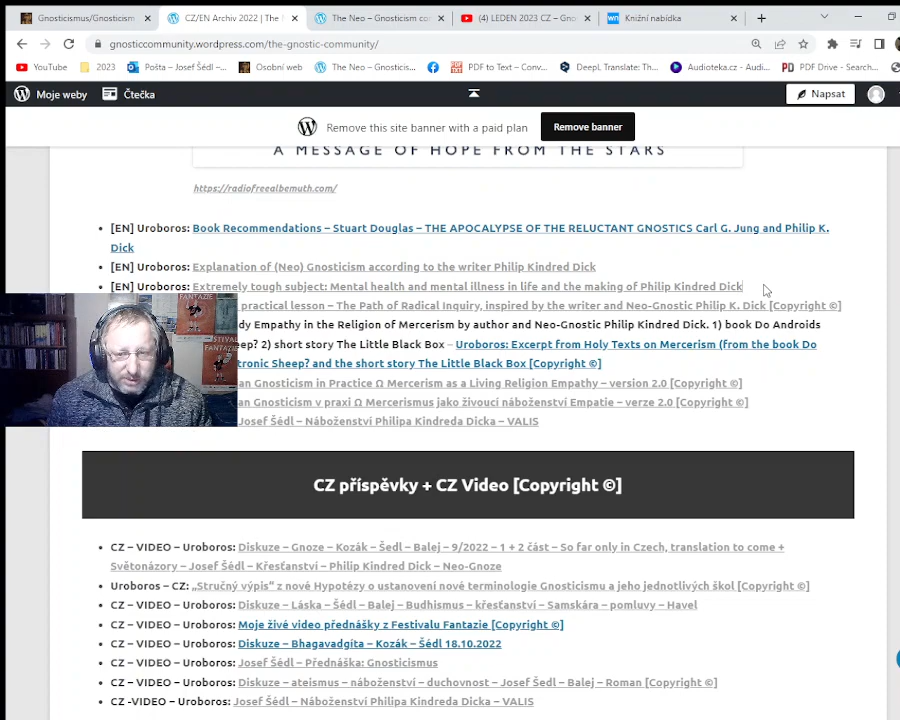 Gnosticismus/Gnosticism
CZ/EN Archiv 2022 | The
The Neo – Gnosticism co
(4) LEDEN 2023 CZ – Gno
Knižní nabídka
gnosticcommunity.wordpress.com/the-gnostic-community/
YouTube 2023 Pošta – Josef Šédl –... Osobní web The Neo – Gnosticis... PDF to Text – Conv... Deepl. Translate: Th... Audioteka.cz - Audi... PDF Drive - Search...
Moje weby Čtečka Napsat
Remove this site banner with a paid plan Remove banner
A MESSAGE OF HOPE FROM THE STARS
https://radiofreealbemuth.com/
[EN] Uroboros: Book Recommendations – Stuart Douglas – THE APOCALYPSE OF THE RELUCTANT GNOSTICS Carl G. Jung and Philip K.
Dick
[EN] Uroboros: Explanation of (Neo) Gnosticism according to the writer Philip Kindred Dick
[EN] Uroboros: Extremely tough subject: Mental health and mental illness in life and the making of Philip Kindred Dick
practical lesson – The Path of Radical Inquiry, inspired by the writer and Neo-Gnostic Philip K. Dick [Copyright ©]
dy Empathy in the Religion of Mercerism by author and Neo-Gnostic Philip Kindred Dick. 1) book Do Androids
eep? 2) short story The Little Black Box – Uroboros: Excerpt from Holy Texts on Mercerism (from the book Do
tronic Sheep? and the short story The Little Black Box [Copyright ©]
an Gnosticism in Practice Ω Mercerism as a Living Religion Empathy – version 2.0 [Copyright ©]
an Gnosticism v praxi Ω Mercerismus jako živoucí náboženství Empatie – verze 2.0 [Copyright ©]
Josef Šédl – Náboženství Philipa Kindreda Dicka – VALIS
FANTAZIE
CZ příspěvky + CZ Video [Copyright ©]
CZ – VIDEO – Uroboros: Diskuze – Gnoze – Kozák – Šedl – Balej – 9/2022 – 1 + 2 část – So far only in Czech, translation to come +
Světonázory – Josef Šédl – Křesťanství – Philip Kindred Dick – Neo-Gnoze
Uroboros – CZ: „Stručný výpis" z nové Hypotézy o ustanovení nové terminologie Gnosticismu a jeho jednotlivých škol [Copyright ©]
CZ – VIDEO – Uroboros: Diskuze – Láska – Šédl – Balej – Budhismus – křesťanství – Samskára – pomluvy – Havel
CZ – VIDEO – Uroboros: Moje živé video přednášky z Festivalu Fantazie [Copyright ©]
CZ – VIDEO – Uroboros: Diskuze – Bhagavadgíta – Kozák – Šédl 18.10.2022
CZ – VIDEO – Uroboros: Josef Šédl – Přednáška: Gnosticismus
CZ – VIDEO – Uroboros: Diskuze – ateismus – náboženství – duchovnost – Josef Šedl – Balej – Roman [Copyright ©]
CZ -VIDEO – Uroboros: Josef Šédl – Náboženství Philipa Kindreda Dicka – VALIS